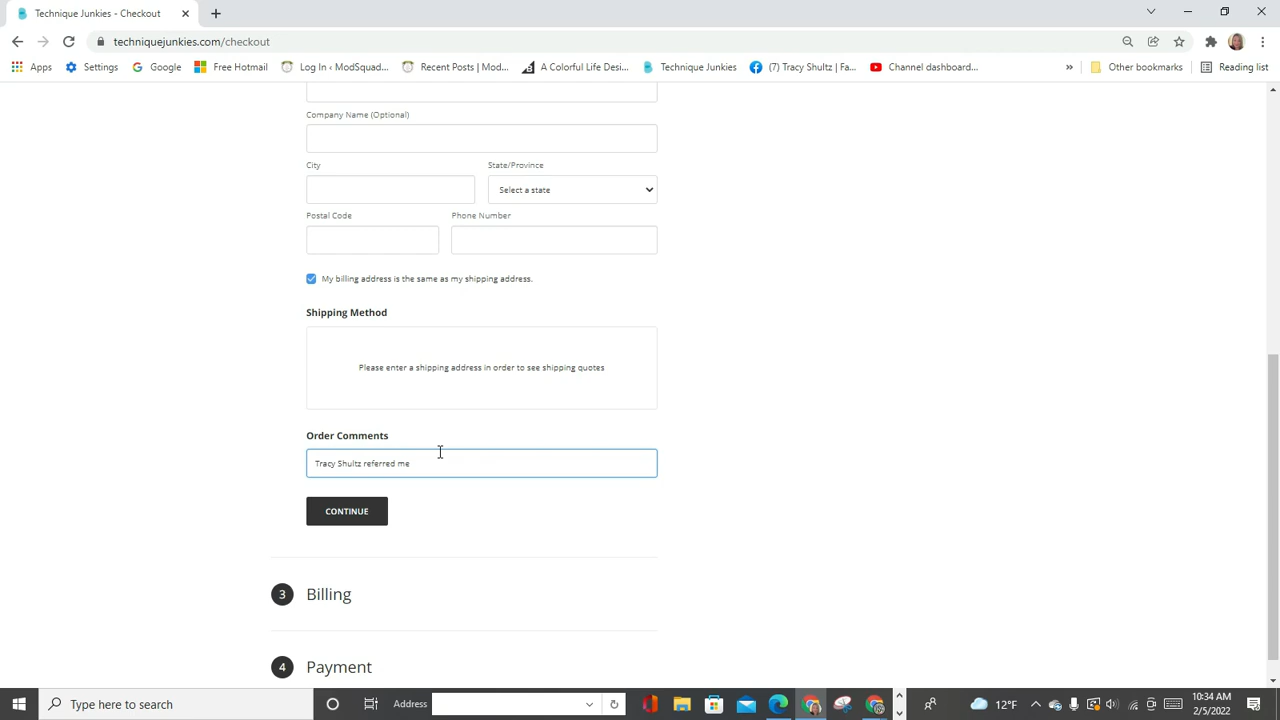 Technique Junkies - Checkout
techniquejunkies.com/checkout
Apps Settings Google Free Hotmail Log In ‹ ModSquad... Recent Posts | Mod... A Colorful Life Desi... Technique Junkies (7) Tracy Shultz | Fa... Channel dashboard... » Other bookmarks Reading list
Company Name (Optional)
City State/Province
Select a state
Postal Code Phone Number
My billing address is the same as my shipping address.
Shipping Method
Please enter a shipping address in order to see shipping quotes
Order Comments
Tracy Shultz referred me
CONTINUE
3 Billing
4 Payment
Type here to search Address 12°F 10:34 AM
2/5/2022